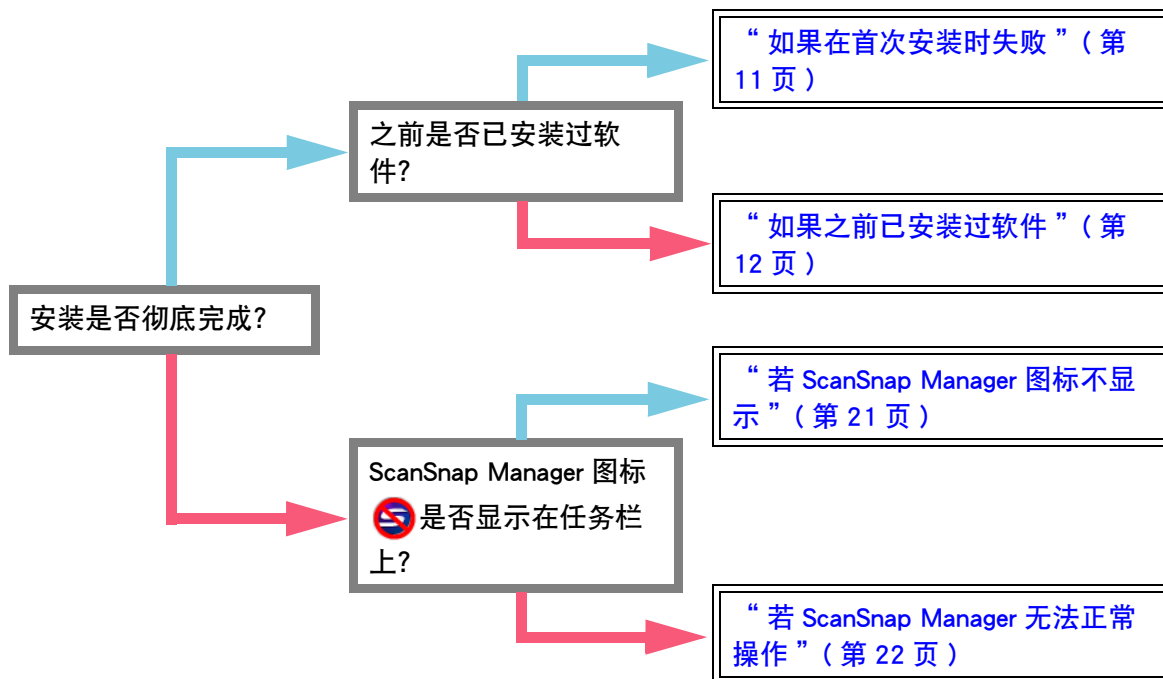 “ 如果在首次安装时失败 ” ( 第
11 页 )
之前是否已安装过软
件?
“ 如果之前已安装过软件 ” ( 第
12 页 )
安装是否彻底完成?
“ 若 ScanSnap Manager 图标不显
示 ” ( 第 21 页 )
ScanSnap Manager 图标
是否显示在任务栏
上?
“ 若 ScanSnap Manager 无法正常
操作 ” ( 第 22 页 )